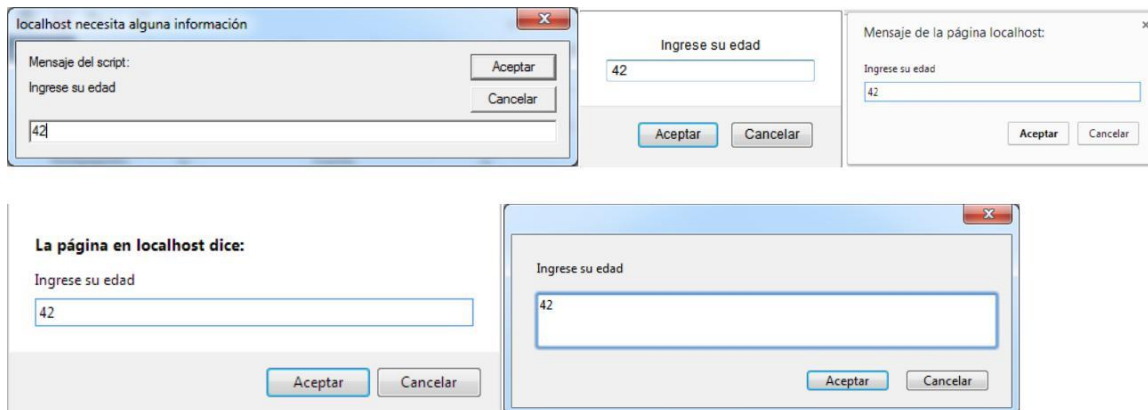 localhost necesita alguna información
Mensaje del script:
Aceptar
Ingrese su edad
Cancelar
42
Ingrese su edad
42
Aceptar Cancelar
Mensaje de la página localhost:
Ingrese su edad
42
Aceptar Cancelar
La página en localhost dice:
Ingrese su edad
42
Aceptar Cancelar
Ingrese su edad
42
Aceptar Cancelar